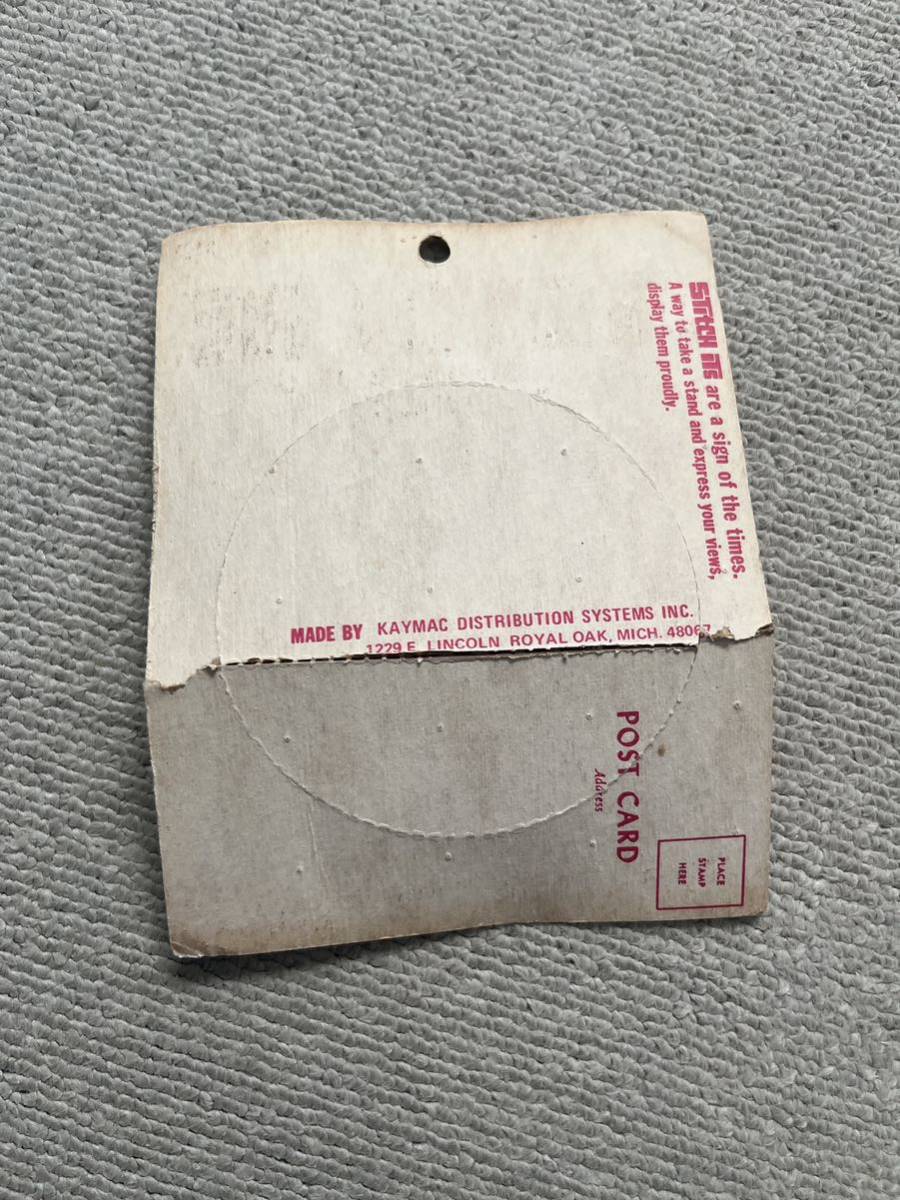 STITCH ITS are a sign of the times.
A way to take a stand and express your views,
display them proudly.
MADE BY KAYMAC DISTRIBUTION SYSTEMS INC.
1229 E. LINCOLN ROYAL OAK, MICH. 48067
POST CARD
Address
PLACE
STAMP
HERE